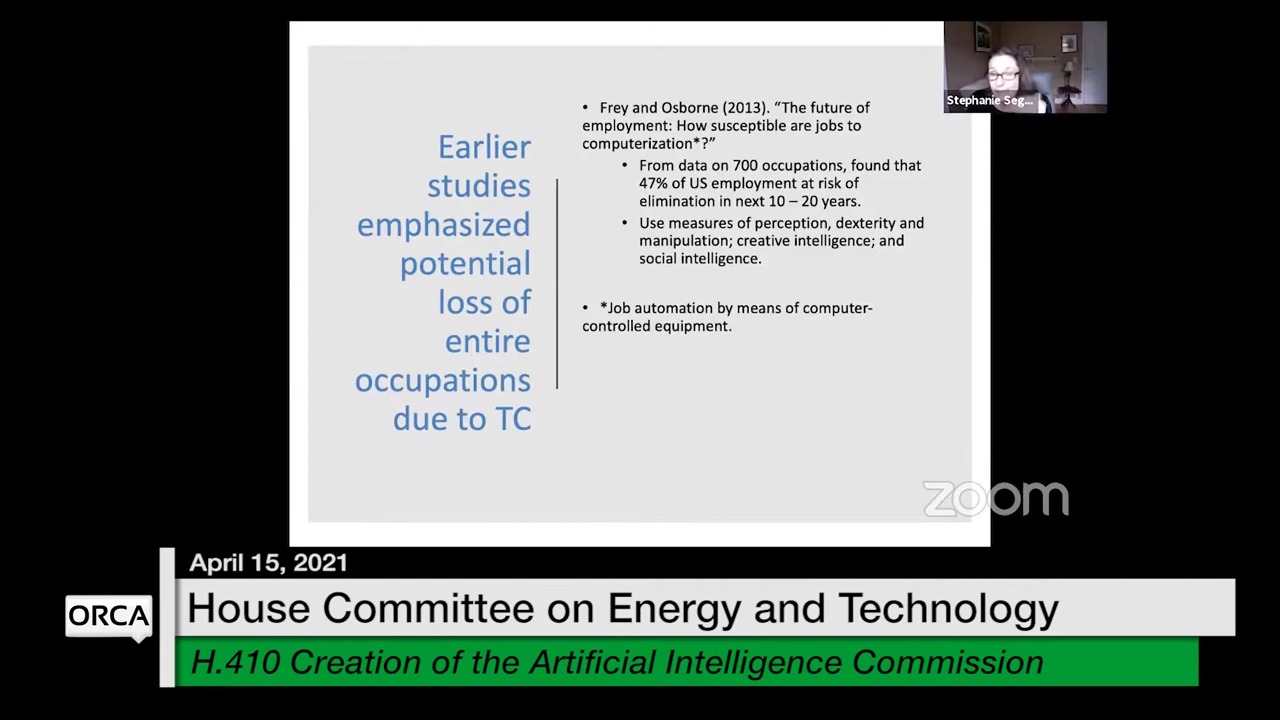 Earlier
studies
emphasized
potential
loss of
entire
occupations
due to TC
• Frey and Osborne (2013). “The future of
employment: How susceptible are jobs to
computerization*?”
• From data on 700 occupations, found that
47% of US employment at risk of
elimination in next 10 – 20 years.
• Use measures of perception, dexterity and
manipulation; creative intelligence; and
social intelligence.
• *Job automation by means of computer-
controlled equipment.
Stephanie Seg...
zoom
April 15, 2021
ORCA
House Committee on Energy and Technology
H.410 Creation of the Artificial Intelligence Commission